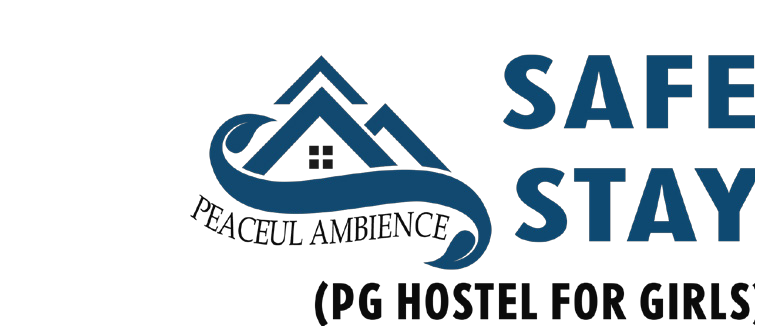 SAFE
STAY
PEACEUL AMBIENCE
(PG HOSTEL FOR GIRLS)